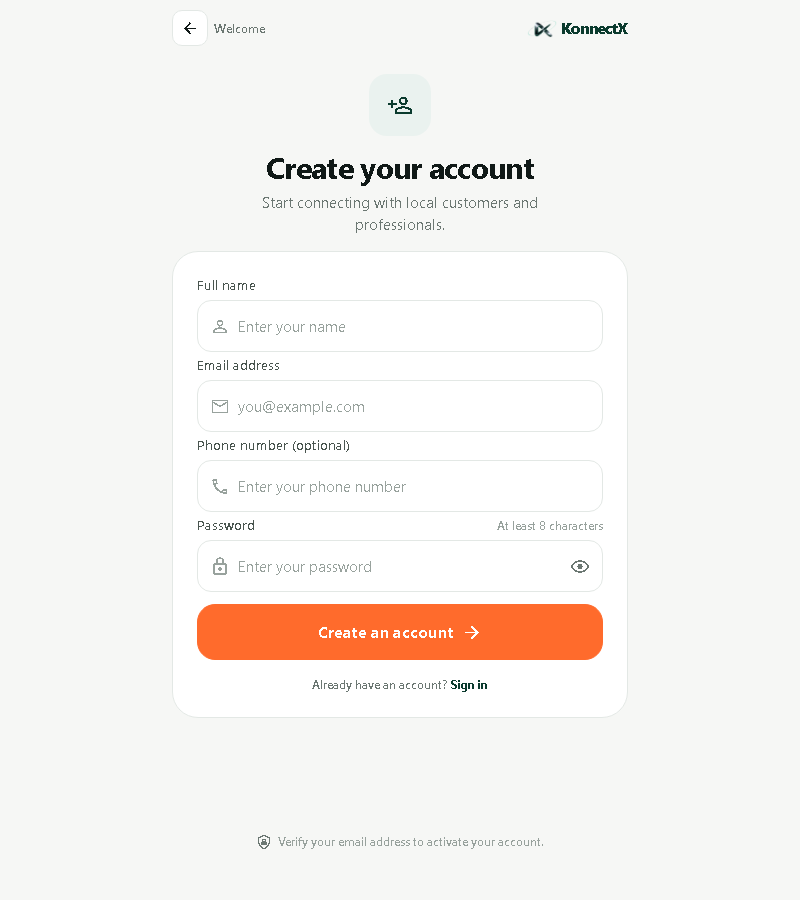 Welcome
KonnectX
Create your account
Start connecting with local customers and
professionals.
Full name
Enter your name
Email address
you@example.com
Phone number (optional)
Enter your phone number
Password
At least 8 characters
Enter your password
Create an account
Already have an account? Sign in
Verify your email address to activate your account.